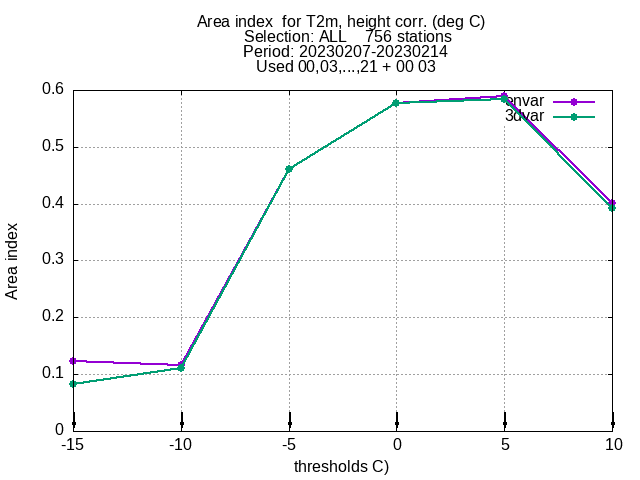 Area index  for T2m, height corr. (deg C)
Selection: ALL    756 stations
Period: 20230207-20230214
Used 00,03,...,21 + 00 03
0.6
0.5
0.4
0.3
0.2
0.1
0
Area index
envar
3dvar
-15
-10
-5
0
5
10
thresholds C)